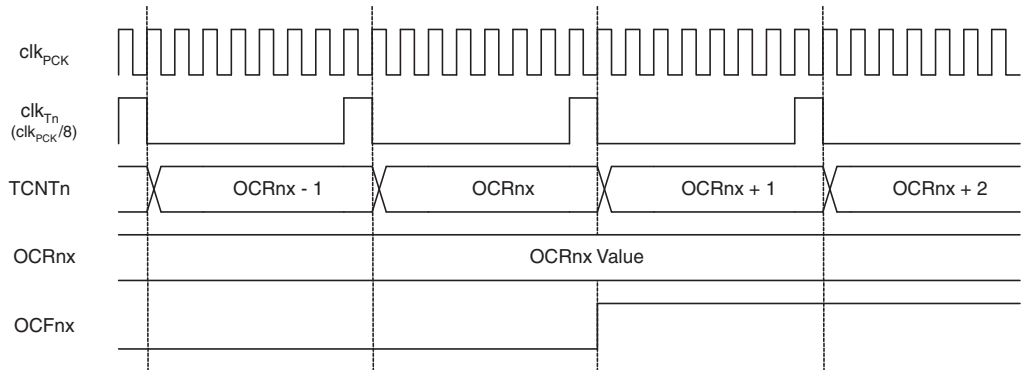 clkPCK
clkTn
(clkPCK/8)
TCNTn
OCRnx - 1
OCRnx
OCRnx + 1
OCRnx + 2
OCRnx
OCRnx Value
OCFnx